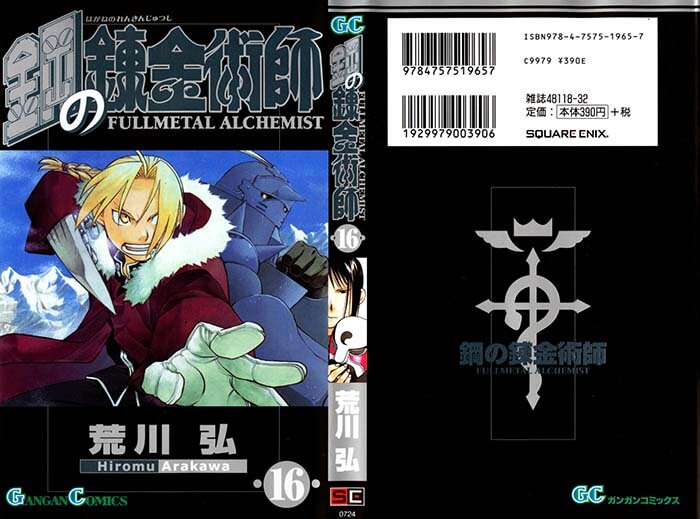 はがねのれんきんじゅつし
鋼の錬金術師
FULLMETAL ALCHEMIST
荒川 弘
Hiromu Arakawa
GANGAN COMICS
・16・
GC
鋼の錬金術師
FULLMETAL ALCHEMIST
・16・
荒川 弘
SE
0724
9784757519657
1929979003906
ISBN978-4-7575-1965-7
C9979 ¥390E
雑誌48118-32
定価:本体390円+税
SQUARE ENIX.
鋼の錬金術師
FULLMETAL ALCHEMIST
GC ガンガンコミックス